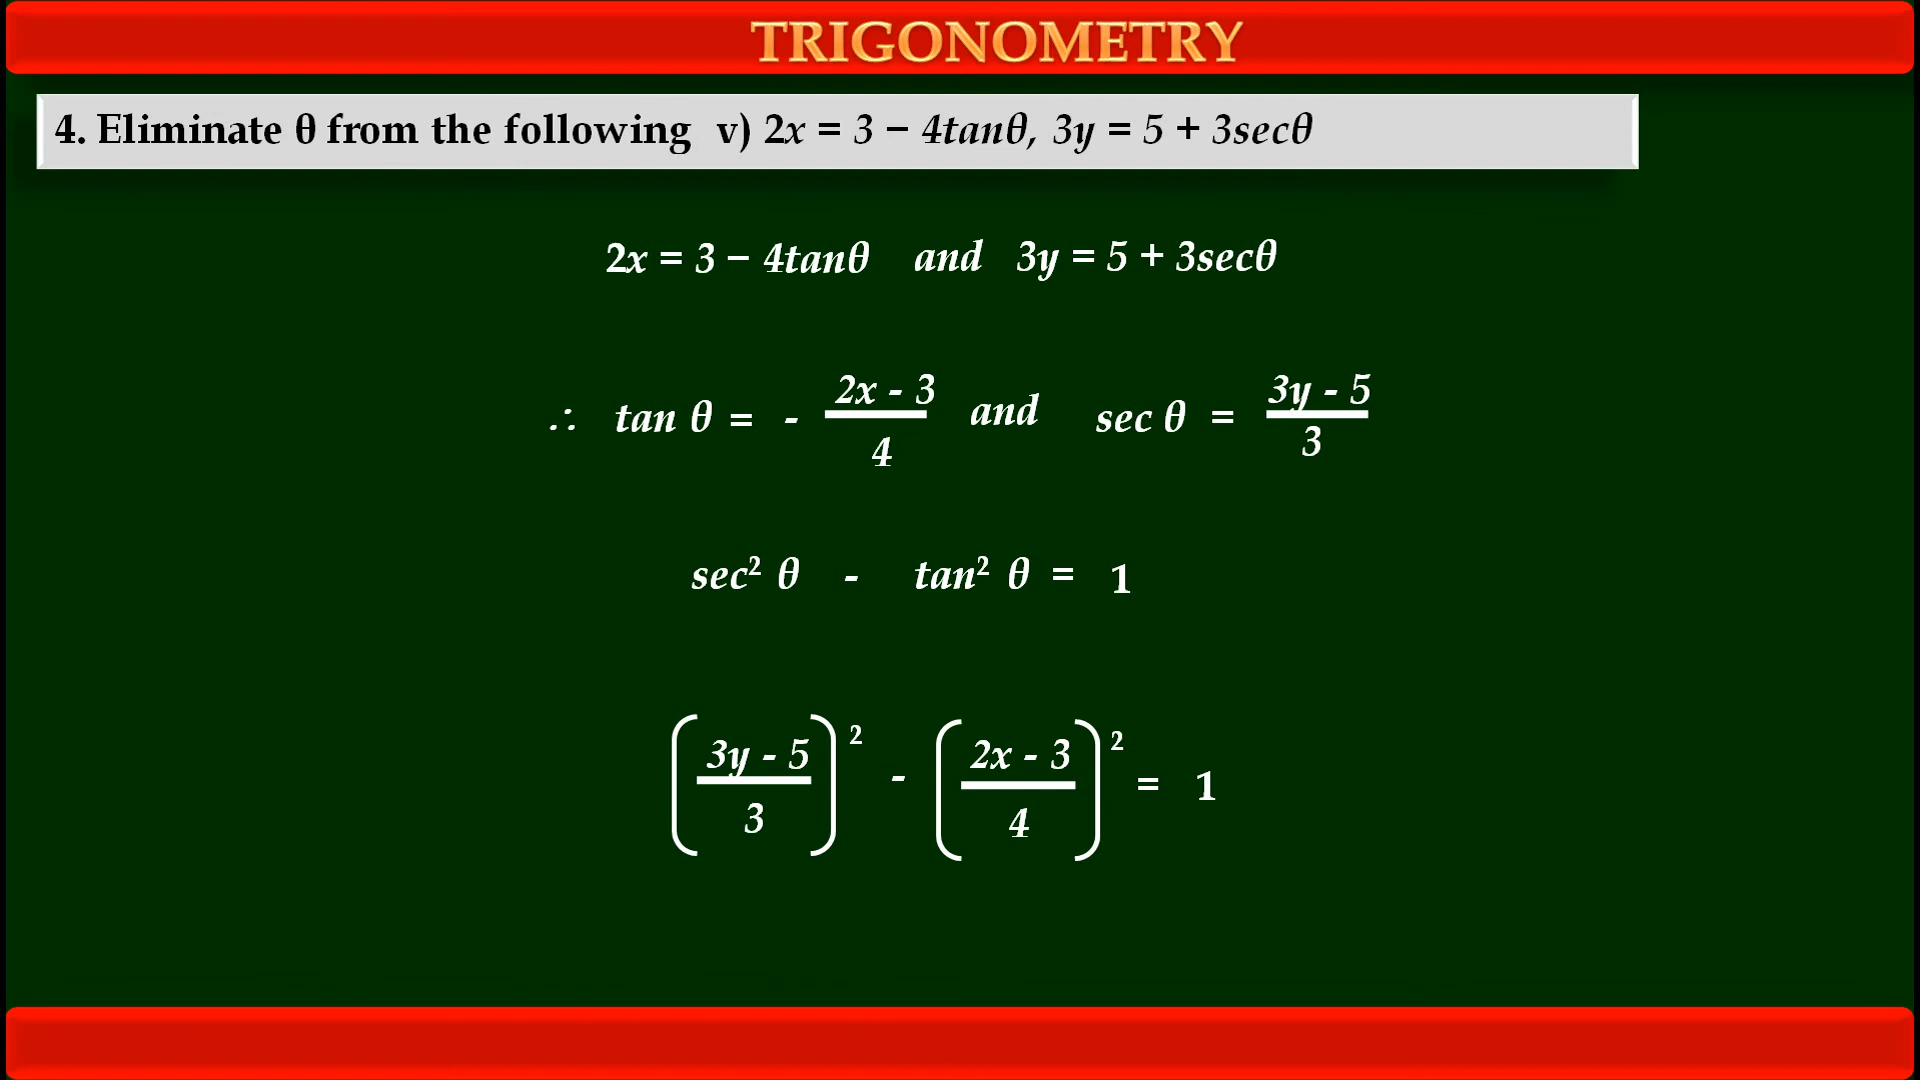 TRIGONOMETRY
4. Eliminate θ from the following v) 2x = 3 − 4tanθ, 3y = 5 + 3secθ
2x = 3 − 4tanθ and 3y = 5 + 3secθ
∴ tan θ = - (2x - 3)/4 and sec θ = (3y - 5)/3
sec² θ - tan² θ = 1
((3y - 5)/3)² - ((2x - 3)/4)² = 1